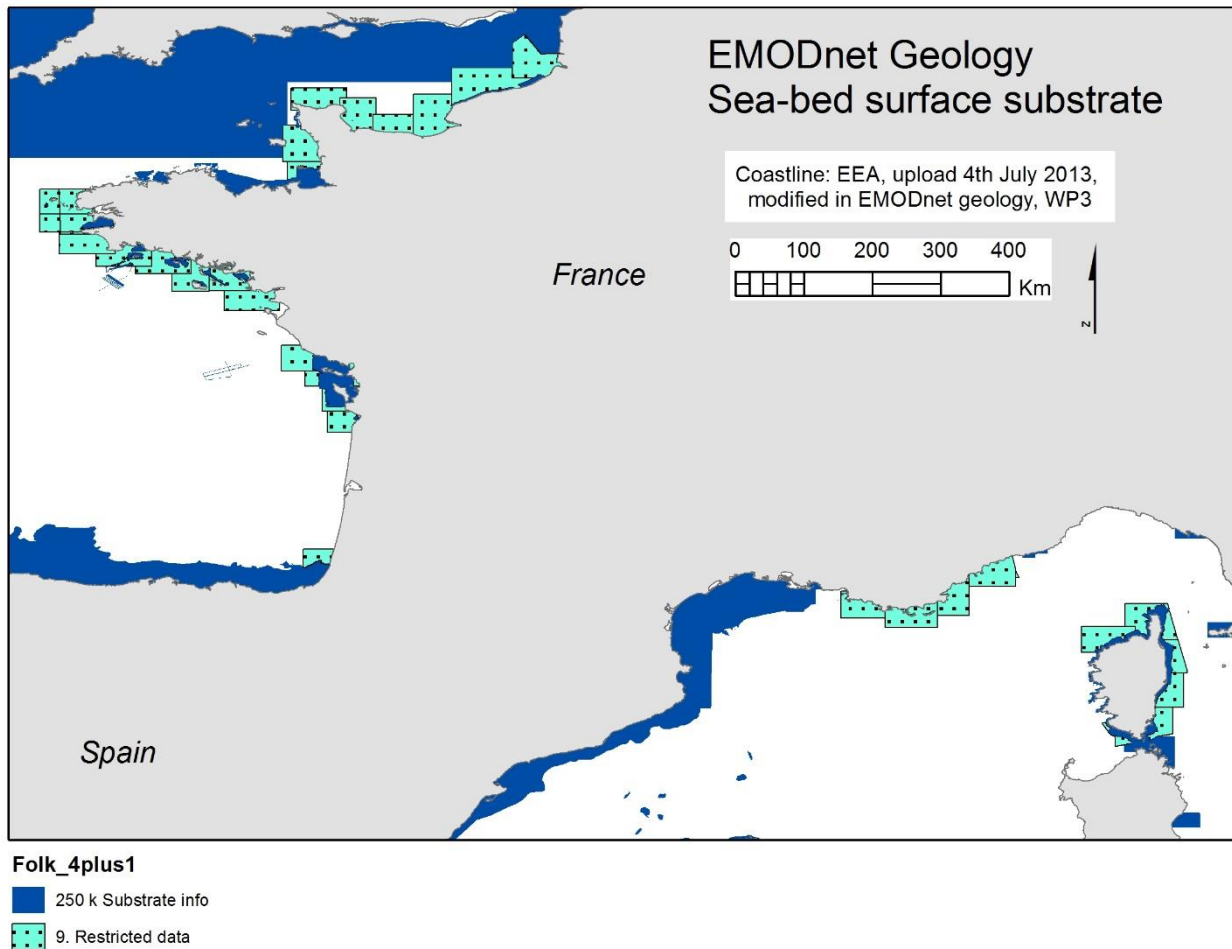 EMODnet Geology
Sea-bed surface substrate
Coastline: EEA, upload 4th July 2013,
modified in EMODnet geology, WP3
0 100 200 300 400
Km
N
France
Spain
Folk_4plus1
250 k Substrate info
9. Restricted data